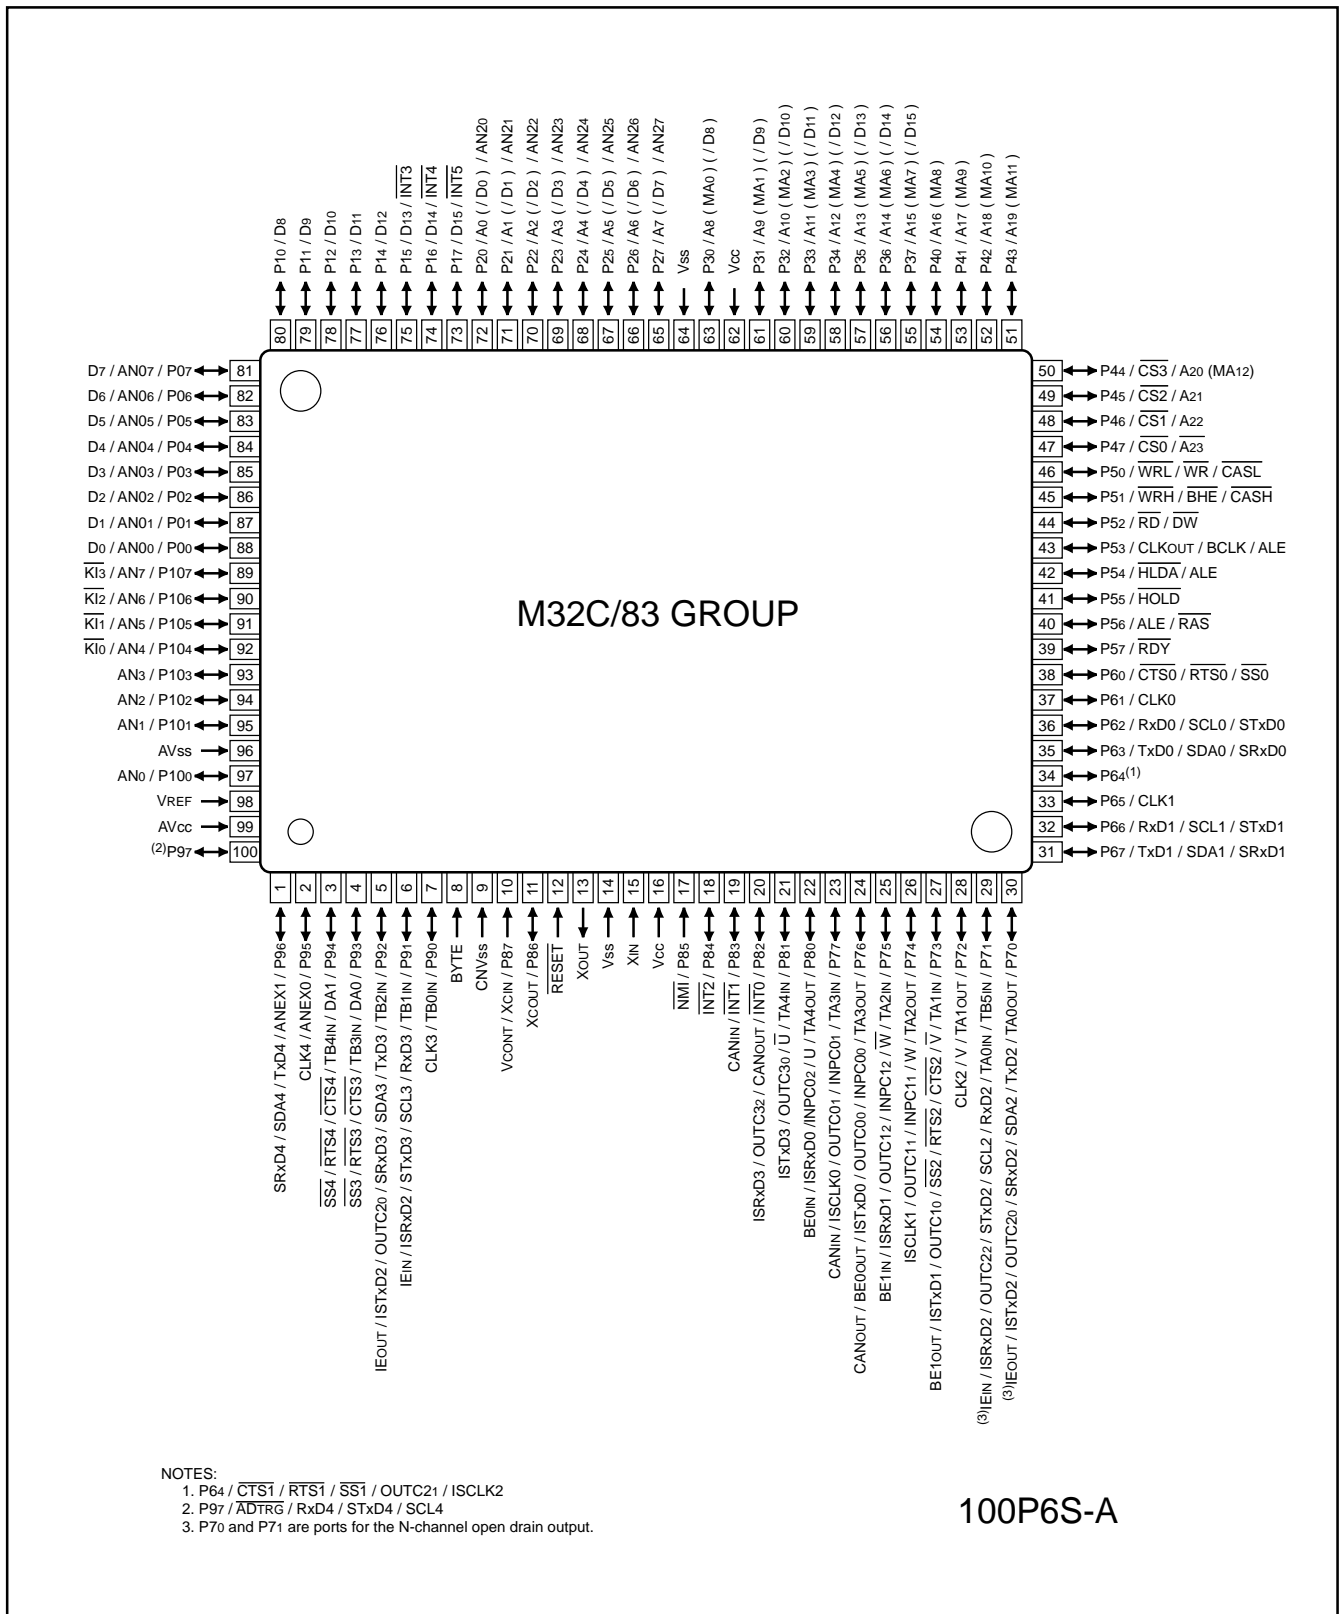 P10 / D8
P11 / D9
P12 / D10
P13 / D11
P14 / D12
P15 / D13 / INT3
P16 / D14 / INT4
P17 / D15 / INT5
P20 / A0 ( / D0 ) / AN20
P21 / A1 ( / D1 ) / AN21
P22 / A2 ( / D2 ) / AN22
P23 / A3 ( / D3 ) / AN23
P24 / A4 ( / D4 ) / AN24
P25 / A5 ( / D5 ) / AN25
P26 / A6 ( / D6 ) / AN26
P27 / A7 ( / D7 ) / AN27
Vss
P30 / A8 ( MA0 ) ( / D8 )
Vcc
P31 / A9 ( MA1 ) ( / D9 )
P32 / A10 ( MA2 ) ( / D10 )
P33 / A11 ( MA3 ) ( / D11 )
P34 / A12 ( MA4 ) ( / D12 )
P35 / A13 ( MA5 ) ( / D13 )
P36 / A14 ( MA6 ) ( / D14 )
P37 / A15 ( MA7 ) ( / D15 )
P40 / A16 ( MA8 )
P41 / A17 ( MA9 )
P42 / A18 ( MA10 )
P43 / A19 ( MA11 )
80 79 78 77 76 75 74 73 72 71 70 69 68 67 66 65 64 63 62 61 60 59 58 57 56 55 54 53 52 51
D7 / AN07 / P07 81
D6 / AN06 / P06 82
D5 / AN05 / P05 83
D4 / AN04 / P04 84
D3 / AN03 / P03 85
D2 / AN02 / P02 86
D1 / AN01 / P01 87
D0 / AN00 / P00 88
KI3 / AN7 / P107 89
KI2 / AN6 / P106 90
KI1 / AN5 / P105 91
KI0 / AN4 / P104 92
AN3 / P103 93
AN2 / P102 94
AN1 / P101 95
AVss 96
AN0 / P100 97
VREF 98
AVcc 99
(2)P97 100
M32C/83 GROUP
50 P44 / CS3 / A20 (MA12)
49 P45 / CS2 / A21
48 P46 / CS1 / A22
47 P47 / CS0 / A23
46 P50 / WRL / WR / CASL
45 P51 / WRH / BHE / CASH
44 P52 / RD / DW
43 P53 / CLKOUT / BCLK / ALE
42 P54 / HLDA / ALE
41 P55 / HOLD
40 P56 / ALE / RAS
39 P57 / RDY
38 P60 / CTS0 / RTS0 / SS0
37 P61 / CLK0
36 P62 / RxD0 / SCL0 / STxD0
35 P63 / TxD0 / SDA0 / SRxD0
34 P64(1)
33 P65 / CLK1
32 P66 / RxD1 / SCL1 / STxD1
31 P67 / TxD1 / SDA1 / SRxD1
1 2 3 4 5 6 7 8 9 10 11 12 13 14 15 16 17 18 19 20 21 22 23 24 25 26 27 28 29 30
SRxD4 / SDA4 / TxD4 / ANEX1 / P96
CLK4 / ANEX0 / P95
SS4 / RTS4 / CTS4 / TB4IN / DA1 / P94
SS3 / RTS3 / CTS3 / TB3IN / DA0 / P93
IEOUT / ISTxD2 / OUTC20 / SRxD3 / SDA3 / TxD3 / TB2IN / P92
IEIN / ISRxD2 / STxD3 / SCL3 / RxD3 / TB1IN / P91
CLK3 / TB0IN / P90
BYTE
CNVss
VCONT / XCIN / P87
XCOUT / P86
RESET
XOUT
Vss
XIN
Vcc
NMI / P85
INT2 / P84
CANIN / INT1 / P83
ISRxD3 / OUTC32 / CANOUT / INT0 / P82
ISTxD3 / OUTC30 / U / TA4IN / P81
BE0IN / ISRxD0 /INPC02 / U / TA4OUT / P80
CANIN / ISCLK0 / OUTC01 / INPC01 / TA3IN / P77
CANOUT / BE0OUT / ISTxD0 / OUTC00 / INPC00 / TA3OUT / P76
BE1IN / ISRxD1 / OUTC12 / INPC12 / W / TA2IN / P75
ISCLK1 / OUTC11 / INPC11 / W / TA2OUT / P74
BE1OUT / ISTxD1 / OUTC10 / SS2 / RTS2 / CTS2 / V / TA1IN / P73
CLK2 / V / TA1OUT / P72
(3)IEIN / ISRxD2 / OUTC22 / STxD2 / SCL2 / RxD2 / TA0IN / TB5IN / P71
(3)IEOUT / ISTxD2 / OUTC20 / SRxD2 / SDA2 / TxD2 / TA0OUT / P70
NOTES:
1. P64 / CTS1 / RTS1 / SS1 / OUTC21 / ISCLK2
2. P97 / ADTRG / RxD4 / STxD4 / SCL4
3. P70 and P71 are ports for the N-channel open drain output.
100P6S-A